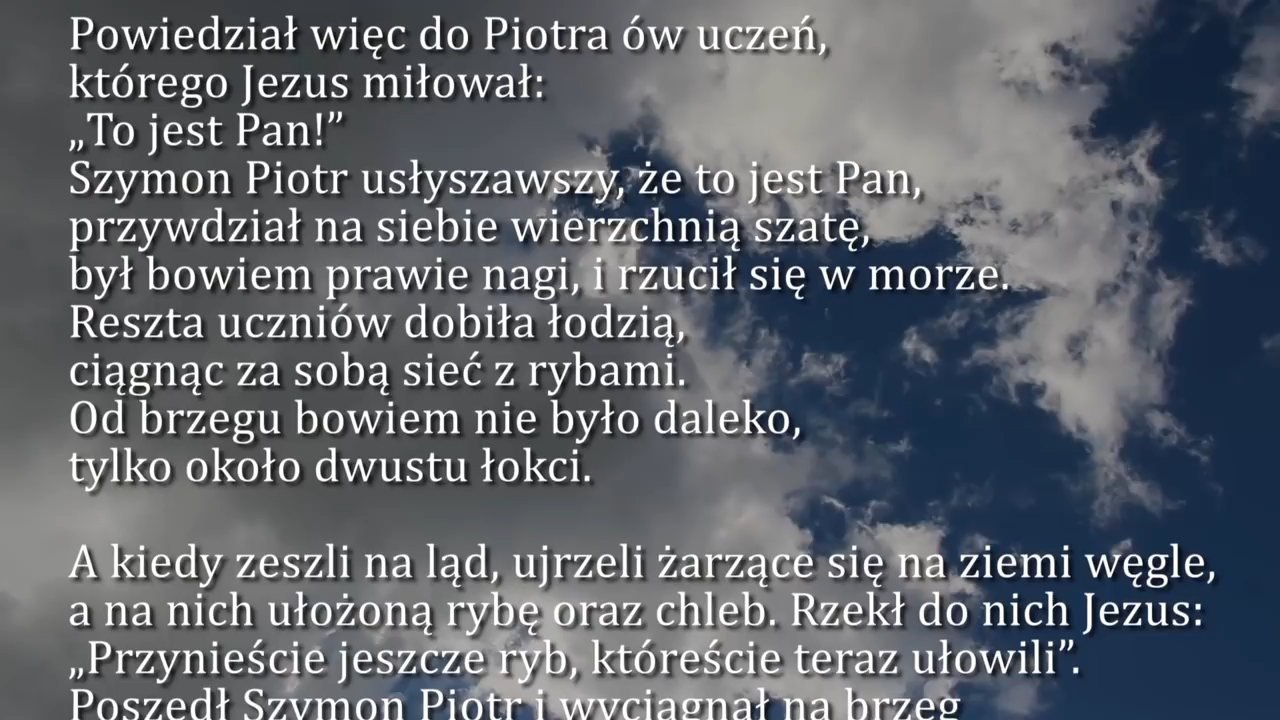 Powiedział więc do Piotra ów uczeń,
którego Jezus miłował:
„To jest Pan!”
Szymon Piotr usłyszawszy, że to jest Pan,
przywdział na siebie wierzchnią szatę,
był bowiem prawie nagi, i rzucił się w morze.
Reszta uczniów dobiła łodzią,
ciągnąc za sobą sieć z rybami.
Od brzegu bowiem nie było daleko,
tylko około dwustu łokci.
A kiedy zeszli na ląd, ujrzeli żarzące się na ziemi węgle,
a na nich ułożoną rybę oraz chleb. Rzekł do nich Jezus:
„Przynieście jeszcze ryb, któreście teraz ułowili”.
Poszedł Szymon Piotr i wyciągnął na brzeg